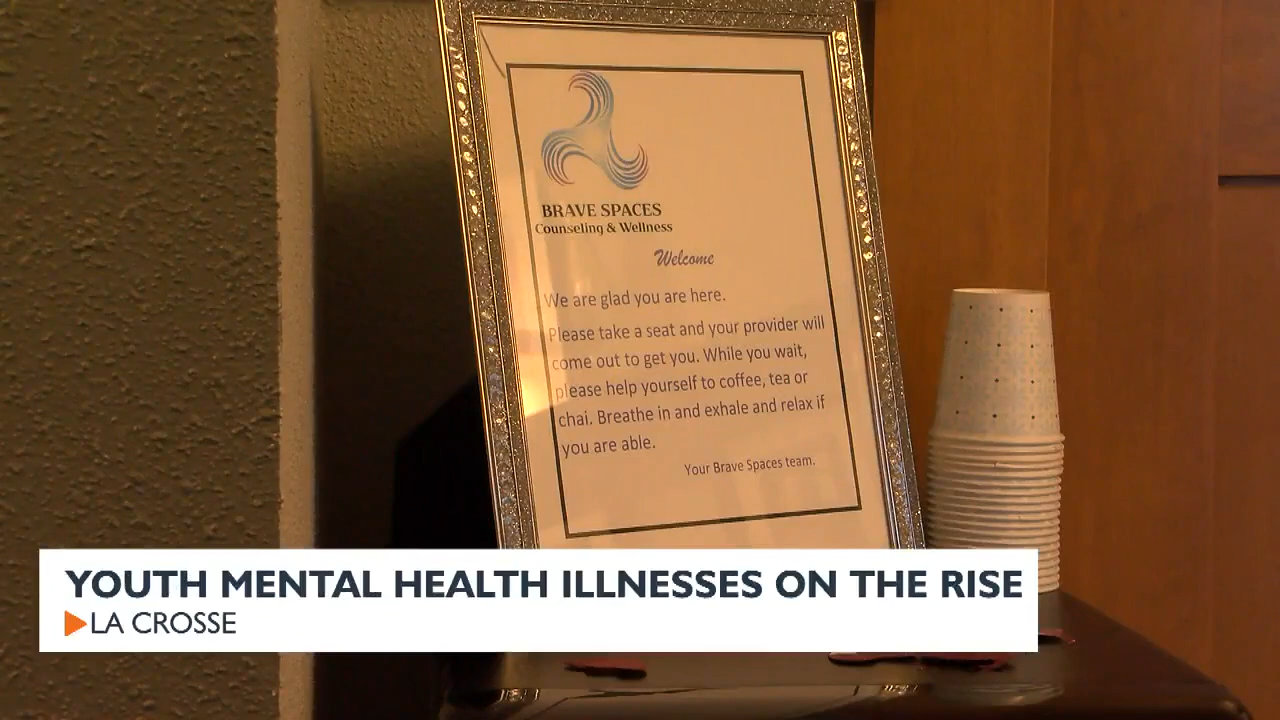 BRAVE SPACES
Counseling & Wellness
Welcome
We are glad you are here.
Please take a seat and your provider will
come out to get you. While you wait,
please help yourself to coffee, tea or
chai. Breathe in and exhale and relax if
you are able.
Your Brave Spaces team.
YOUTH MENTAL HEALTH ILLNESSES ON THE RISE
LA CROSSE